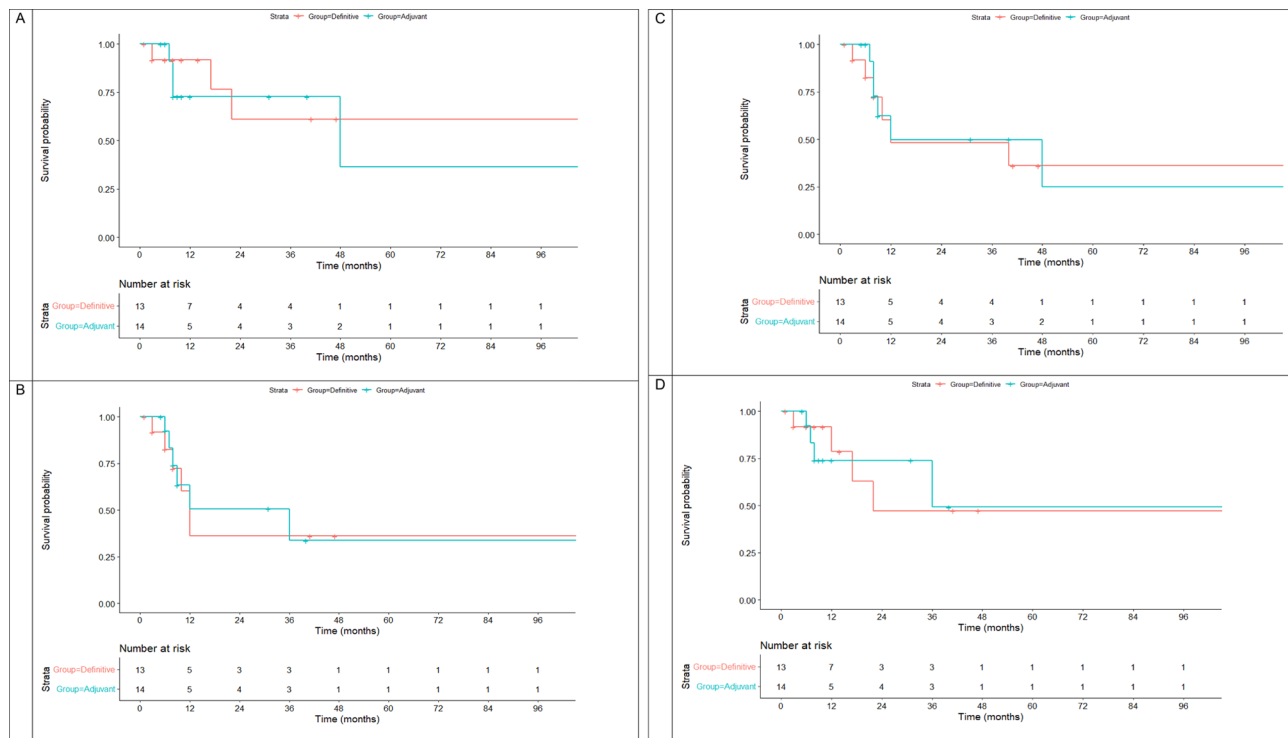 A
Strata Group=Definitive Group=Adjuvant
1.00
0.75
0.50
0.25
0.00
Survival probability
0 12 24 36 48 60 72 84 96
Time (months)
Number at risk
Strata
Group=Definitive 13 7 4 4 1 1 1 1 1
Group=Adjuvant 14 5 4 3 2 1 1 1 1
0 12 24 36 48 60 72 84 96
Time (months)
B
Strata Group=Definitive Group=Adjuvant
1.00
0.75
0.50
0.25
0.00
Survival probability
0 12 24 36 48 60 72 84 96
Time (months)
Number at risk
Strata
Group=Definitive 13 5 3 3 1 1 1 1 1
Group=Adjuvant 14 5 4 3 1 1 1 1 1
0 12 24 36 48 60 72 84 96
Time (months)
C
Strata Group=Definitive Group=Adjuvant
1.00
0.75
0.50
0.25
0.00
Survival probability
0 12 24 36 48 60 72 84 96
Time (months)
Number at risk
Strata
Group=Definitive 13 5 4 4 1 1 1 1 1
Group=Adjuvant 14 5 4 3 2 1 1 1 1
0 12 24 36 48 60 72 84 96
Time (months)
D
Strata Group=Definitive Group=Adjuvant
1.00
0.75
0.50
0.25
0.00
Survival probability
0 12 24 36 48 60 72 84 96
Time (months)
Number at risk
Strata
Group=Definitive 13 7 3 3 1 1 1 1 1
Group=Adjuvant 14 5 4 3 1 1 1 1 1
0 12 24 36 48 60 72 84 96
Time (months)